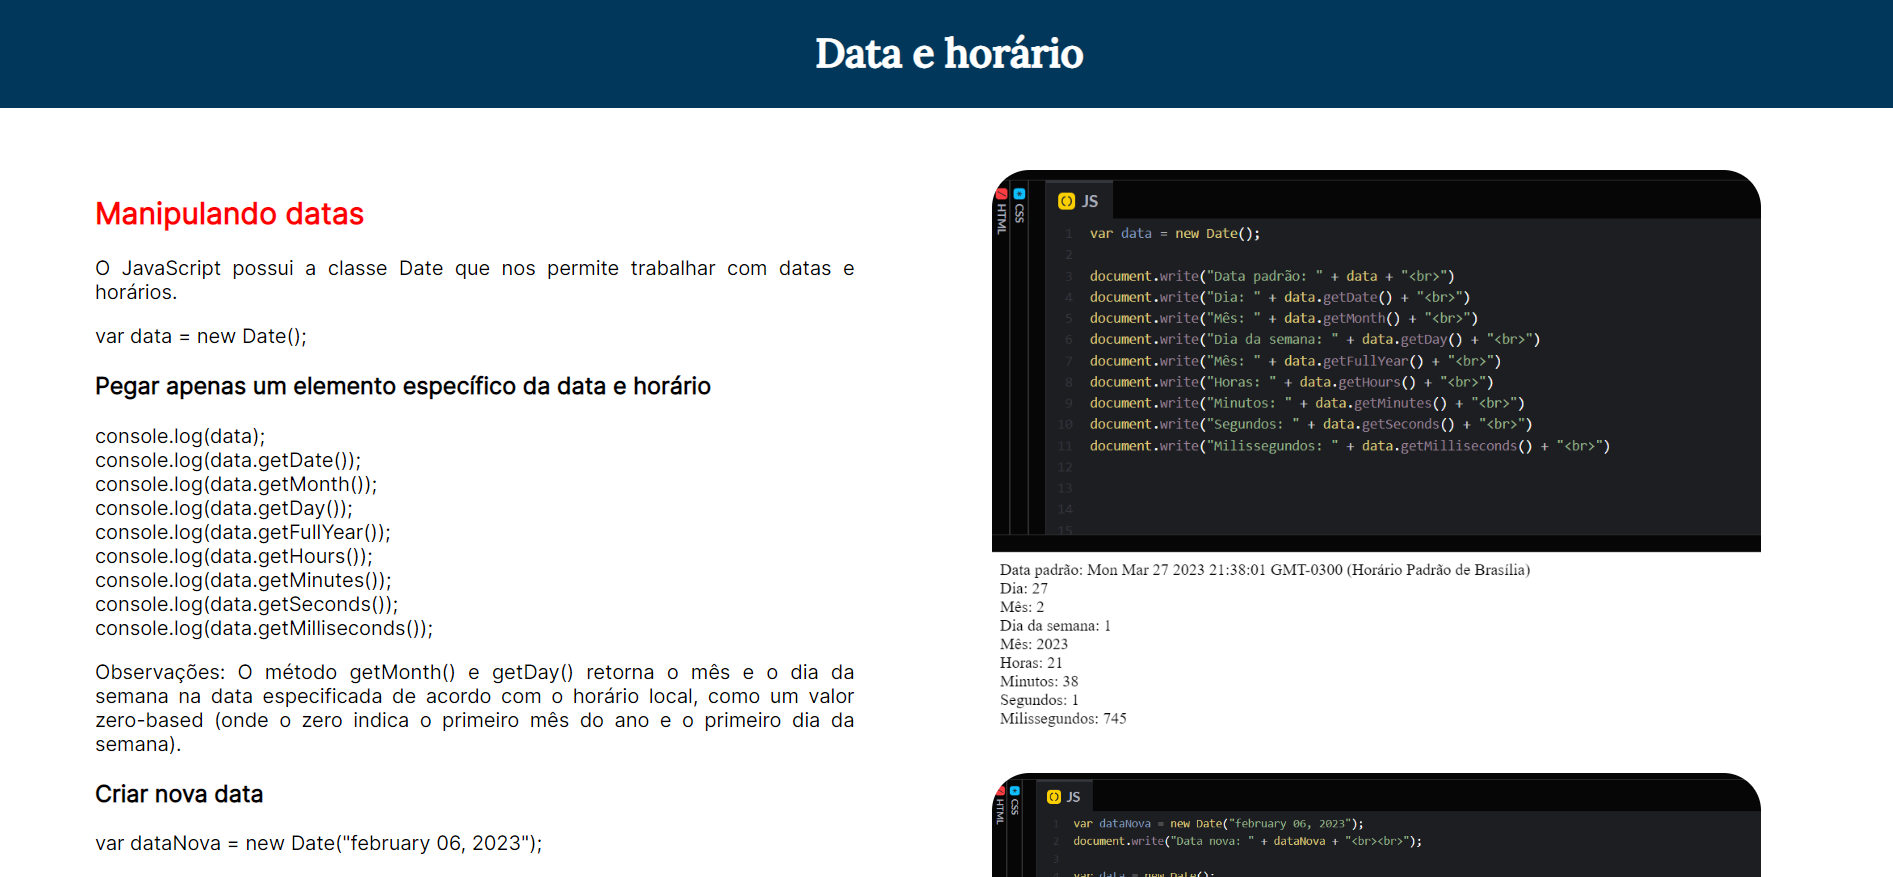 Data e horário
Manipulando datas
O JavaScript possui a classe Date que nos permite trabalhar com datas e
horários.
var data = new Date();
Pegar apenas um elemento específico da data e horário
console.log(data);
console.log(data.getDate());
console.log(data.getMonth());
console.log(data.getDay());
console.log(data.getFullYear());
console.log(data.getHours());
console.log(data.getMinutes());
console.log(data.getSeconds());
console.log(data.getMilliseconds());
Observações: O método getMonth() e getDay() retorna o mês e o dia da
semana na data especificada de acordo com o horário local, como um valor
zero-based (onde o zero indica o primeiro mês do ano e o primeiro dia da
semana).
Criar nova data
var dataNova = new Date("february 06, 2023");
HTML
CSS
JS
1 var data = new Date();
2
3 document.write("Data padrão: " + data + "<br>")
4 document.write("Dia: " + data.getDate() + "<br>")
5 document.write("Mês: " + data.getMonth() + "<br>")
6 document.write("Dia da semana: " + data.getDay() + "<br>")
7 document.write("Mês: " + data.getFullYear() + "<br>")
8 document.write("Horas: " + data.getHours() + "<br>")
9 document.write("Minutos: " + data.getMinutes() + "<br>")
10 document.write("Segundos: " + data.getSeconds() + "<br>")
11 document.write("Milissegundos: " + data.getMilliseconds() + "<br>")
12
13
14
15
Data padrão: Mon Mar 27 2023 21:38:01 GMT-0300 (Horário Padrão de Brasília)
Dia: 27
Mês: 2
Dia da semana: 1
Mês: 2023
Horas: 21
Minutos: 38
Segundos: 1
Milissegundos: 745
HTML
CSS
JS
1 var dataNova = new Date("february 06, 2023");
2 document.write("Data nova: " + dataNova + "<br><br>");
3
4 var data = new Date();